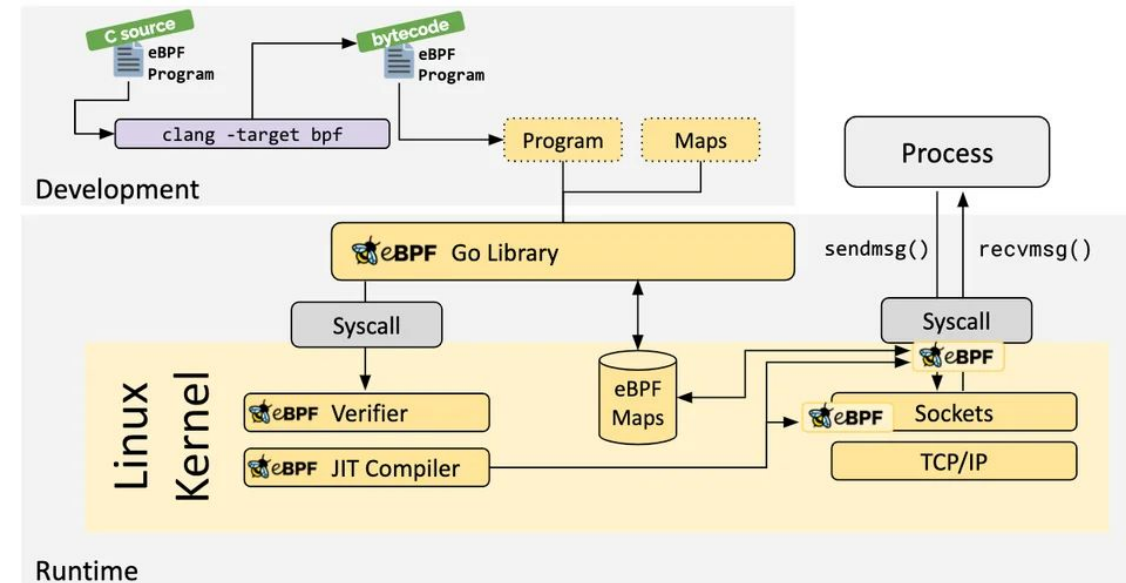 C source
eBPF
Program
bytecode
eBPF
Program
clang -target bpf
Program
Maps
Development
Process
eBPF Go Library
sendmsg()
recvmsg()
Syscall
Syscall
eBPF
Linux
Kernel
eBPF Verifier
eBPF
Maps
eBPF
Sockets
eBPF JIT Compiler
TCP/IP
Runtime